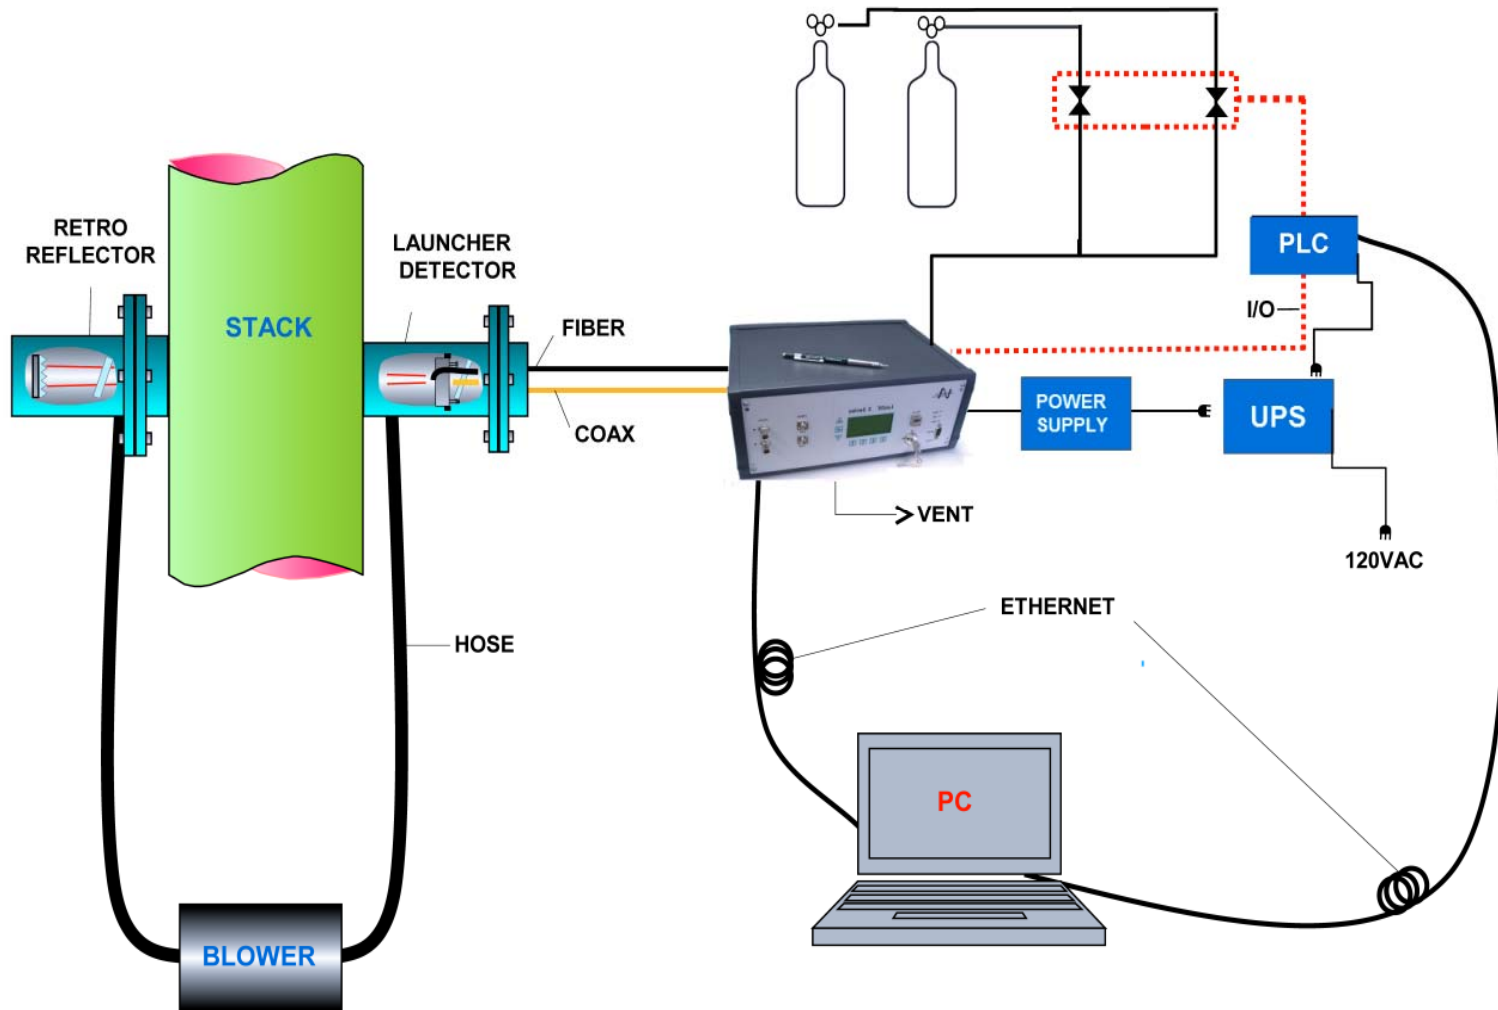 RETRO
REFLECTOR
LAUNCHER
DETECTOR
STACK
FIBER
COAX
HOSE
BLOWER
VENT
ETHERNET
PC
PLC
I/O
POWER
SUPPLY
UPS
120VAC